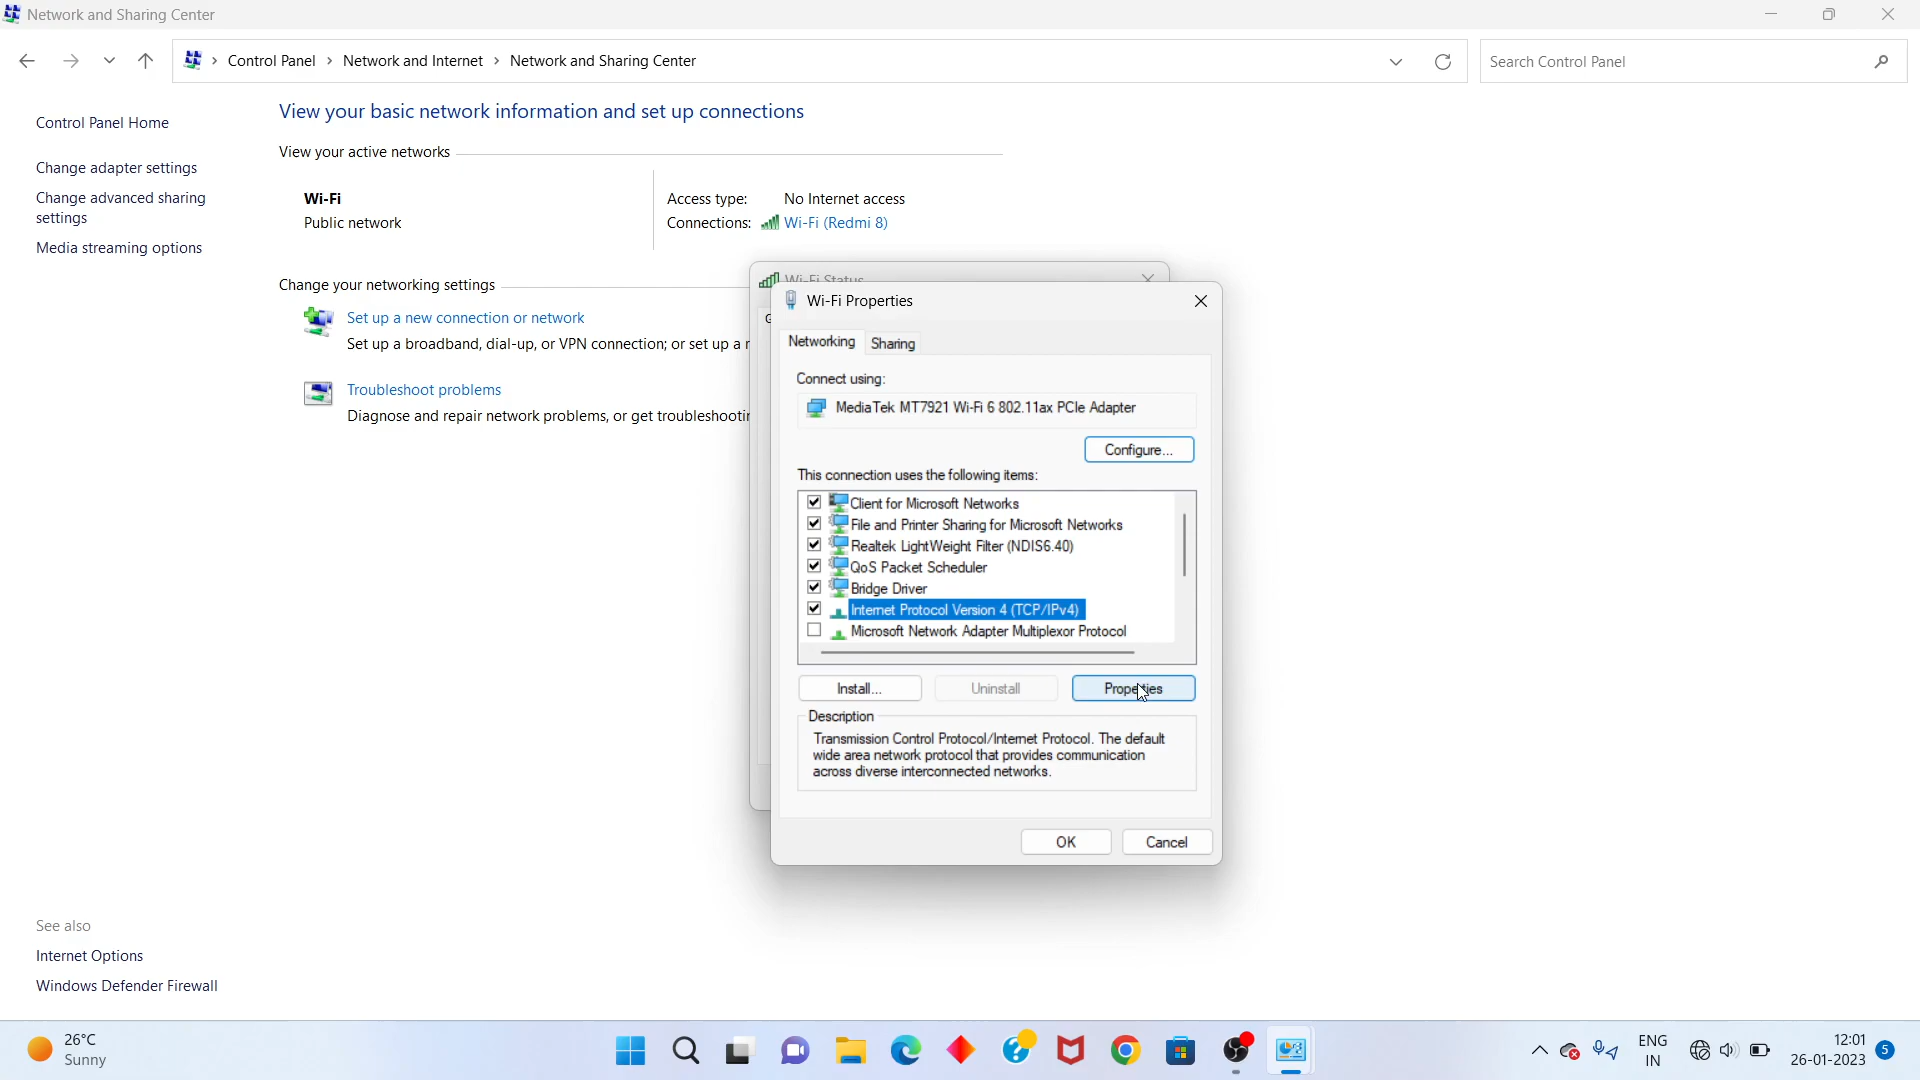 Network and Sharing Center
Control Panel > Network and Internet > Network and Sharing Center
Search Control Panel
Control Panel Home
Change adapter settings
Change advanced sharing
settings
Media streaming options
View your basic network information and set up connections
View your active networks
Wi-Fi
Public network
Access type: No Internet access
Connections: Wi-Fi (Redmi 8)
Change your networking settings
Set up a new connection or network
Set up a broadband, dial-up, or VPN connection; or set up a
Troubleshoot problems
Diagnose and repair network problems, or get
Wi-Fi Status
Wi-Fi Properties
Networking
Sharing
Connect using:
MediaTek MT7921 Wi-Fi 6 802.11ax PCIe Adapter
Configure...
This connection uses the following items:
Client for Microsoft Networks
File and Printer Sharing for Microsoft Networks
Realtek LightWeight Filter (NDIS6.40)
QoS Packet Scheduler
Bridge Driver
Internet Protocol Version 4 (TCP/IPv4)
Microsoft Network Adapter Multiplexor Protocol
Install...
Uninstall
Properties
Description
Transmission Control Protocol/Internet Protocol. The default
wide area network protocol that provides communication
across diverse interconnected networks.
OK
Cancel
See also
Internet Options
Windows Defender Firewall
26°C
Sunny
ENG
IN
12:01
26-01-2023
5